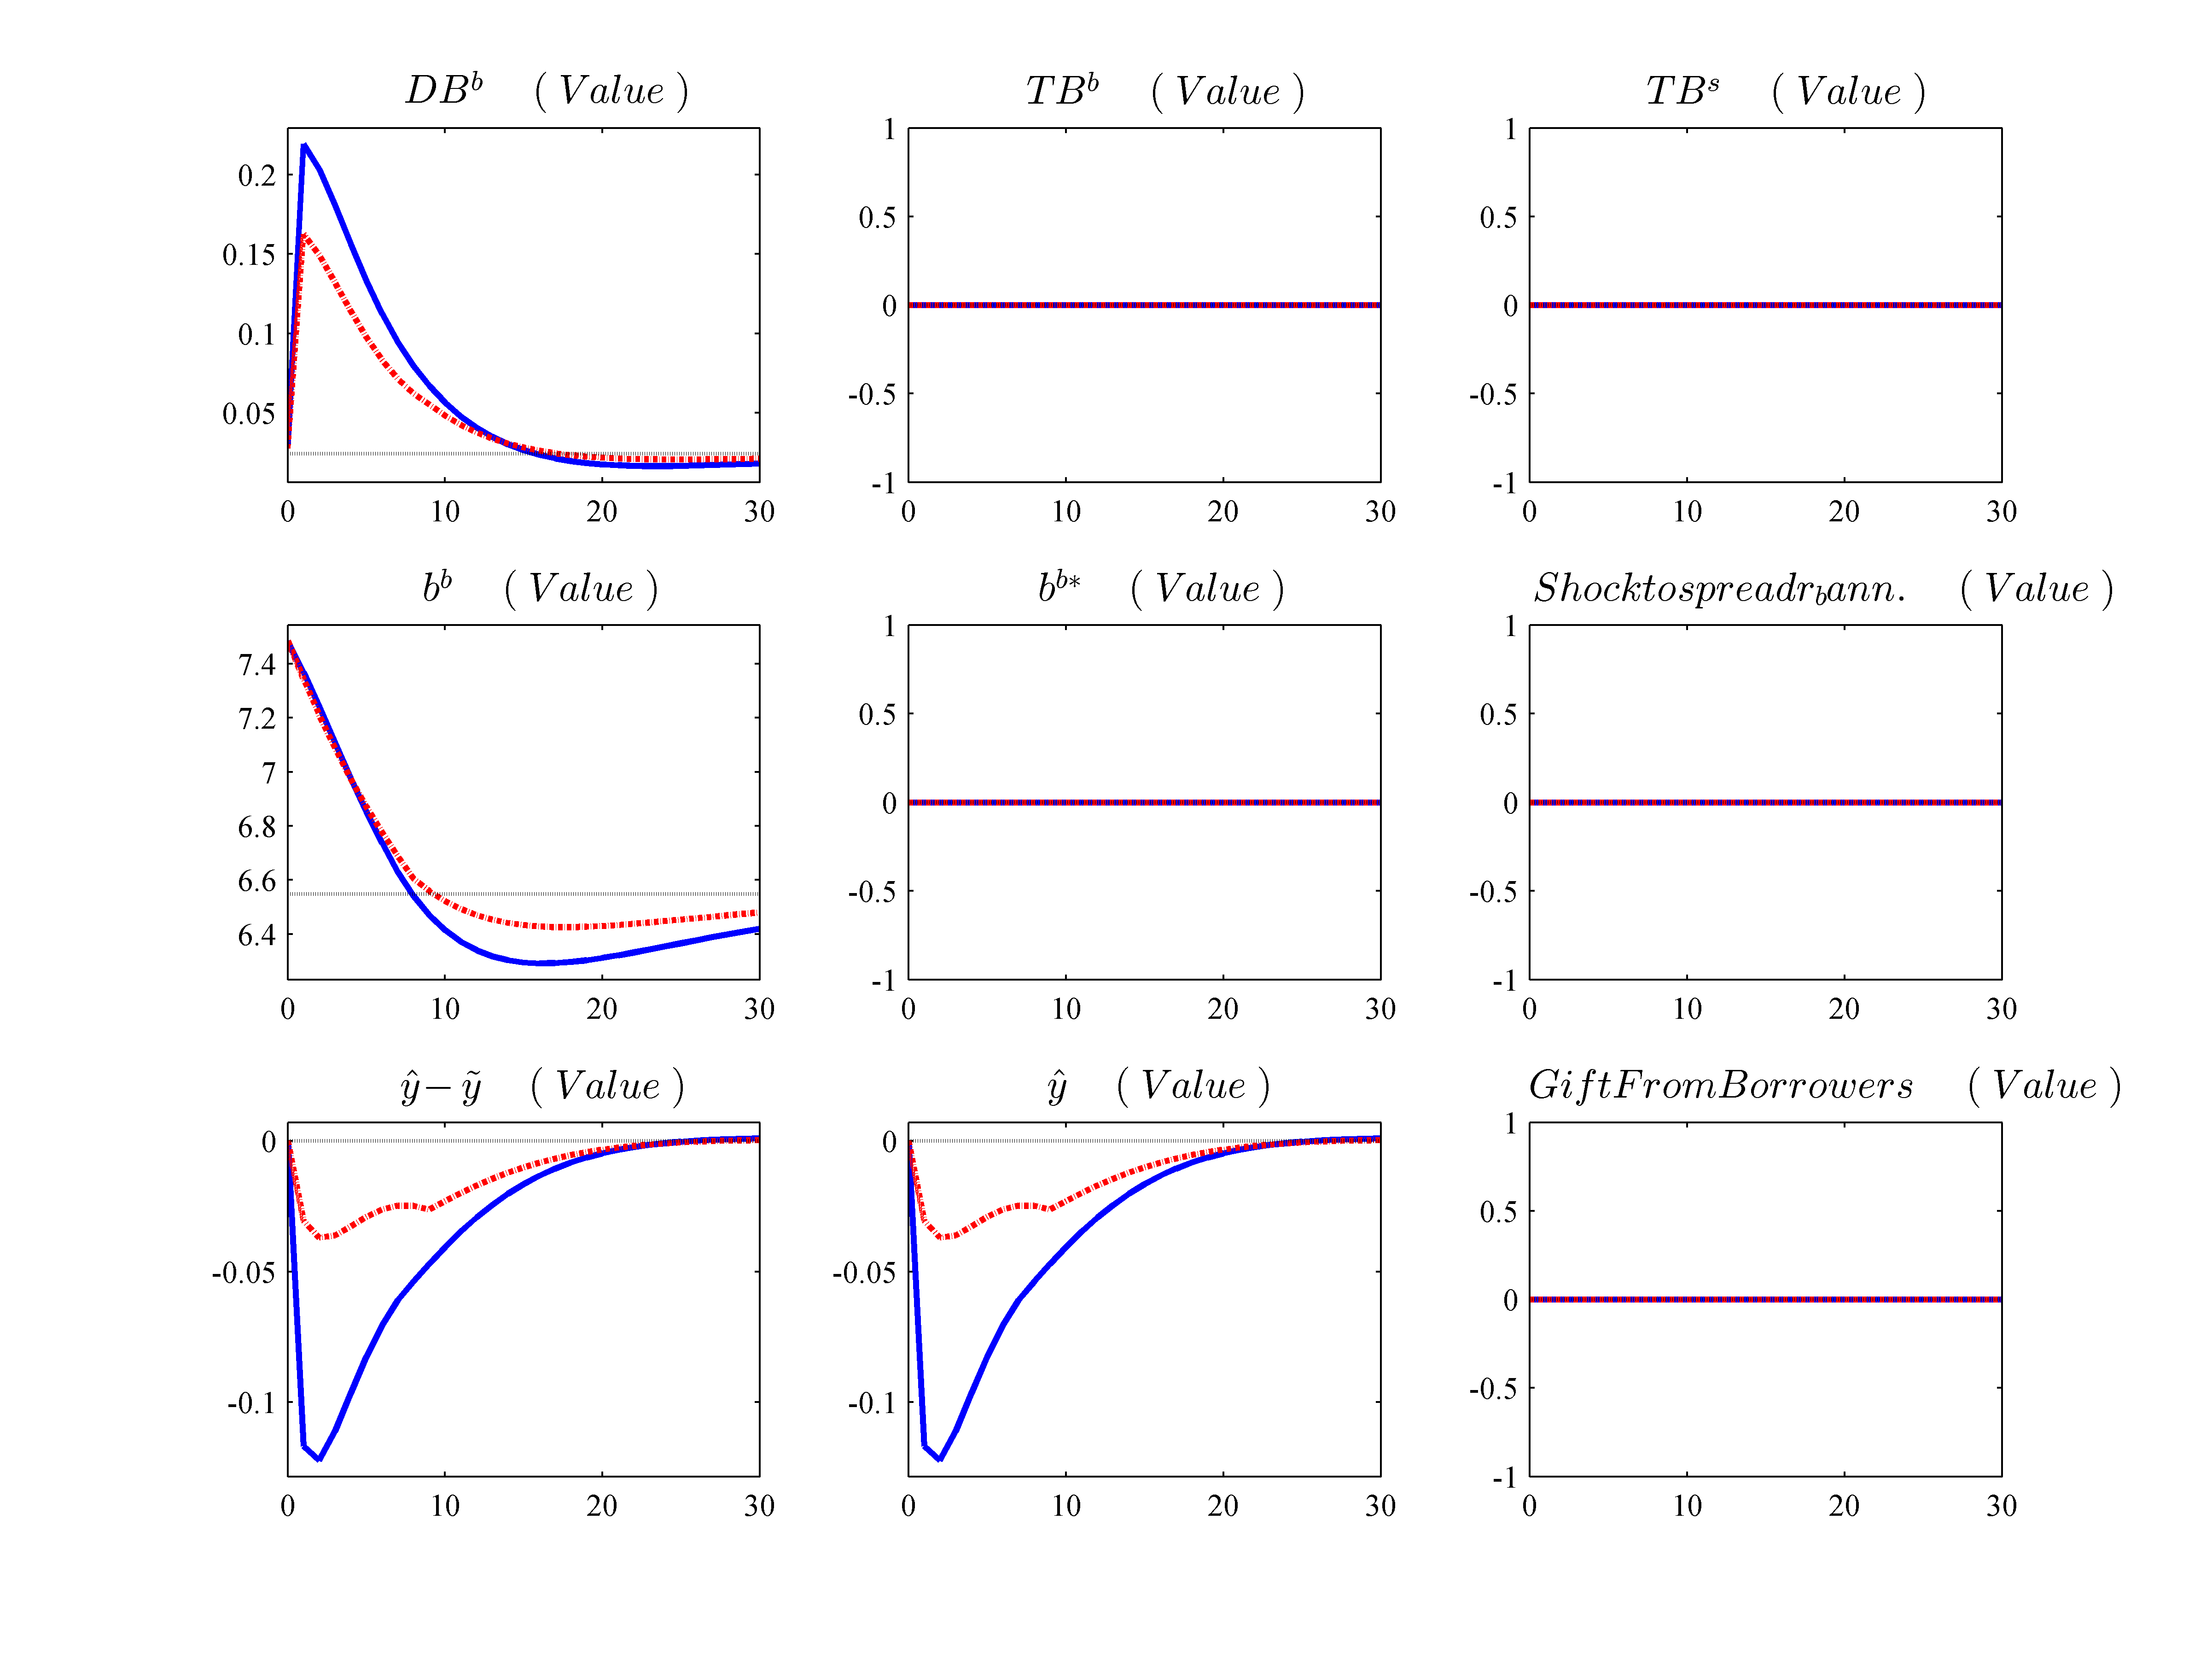 DBᵇ ( Value )
TBᵇ ( Value )
TBˢ ( Value )
0.2
0.15
0.1
0.05
0 10 20 30
1
0.5
0
-0.5
-1
0 10 20 30
1
0.5
0
-0.5
-1
0 10 20 30
bᵇ ( Value )
bᵇ* ( Value )
Shocktospreadr_bann. ( Value )
7.4
7.2
7
6.8
6.6
6.4
0 10 20 30
1
0.5
0
-0.5
-1
0 10 20 30
1
0.5
0
-0.5
-1
0 10 20 30
ŷ − ỹ ( Value )
ŷ ( Value )
GiftFromBorrowers ( Value )
0
-0.05
-0.1
0 10 20 30
0
-0.05
-0.1
0 10 20 30
1
0.5
0
-0.5
-1
0 10 20 30